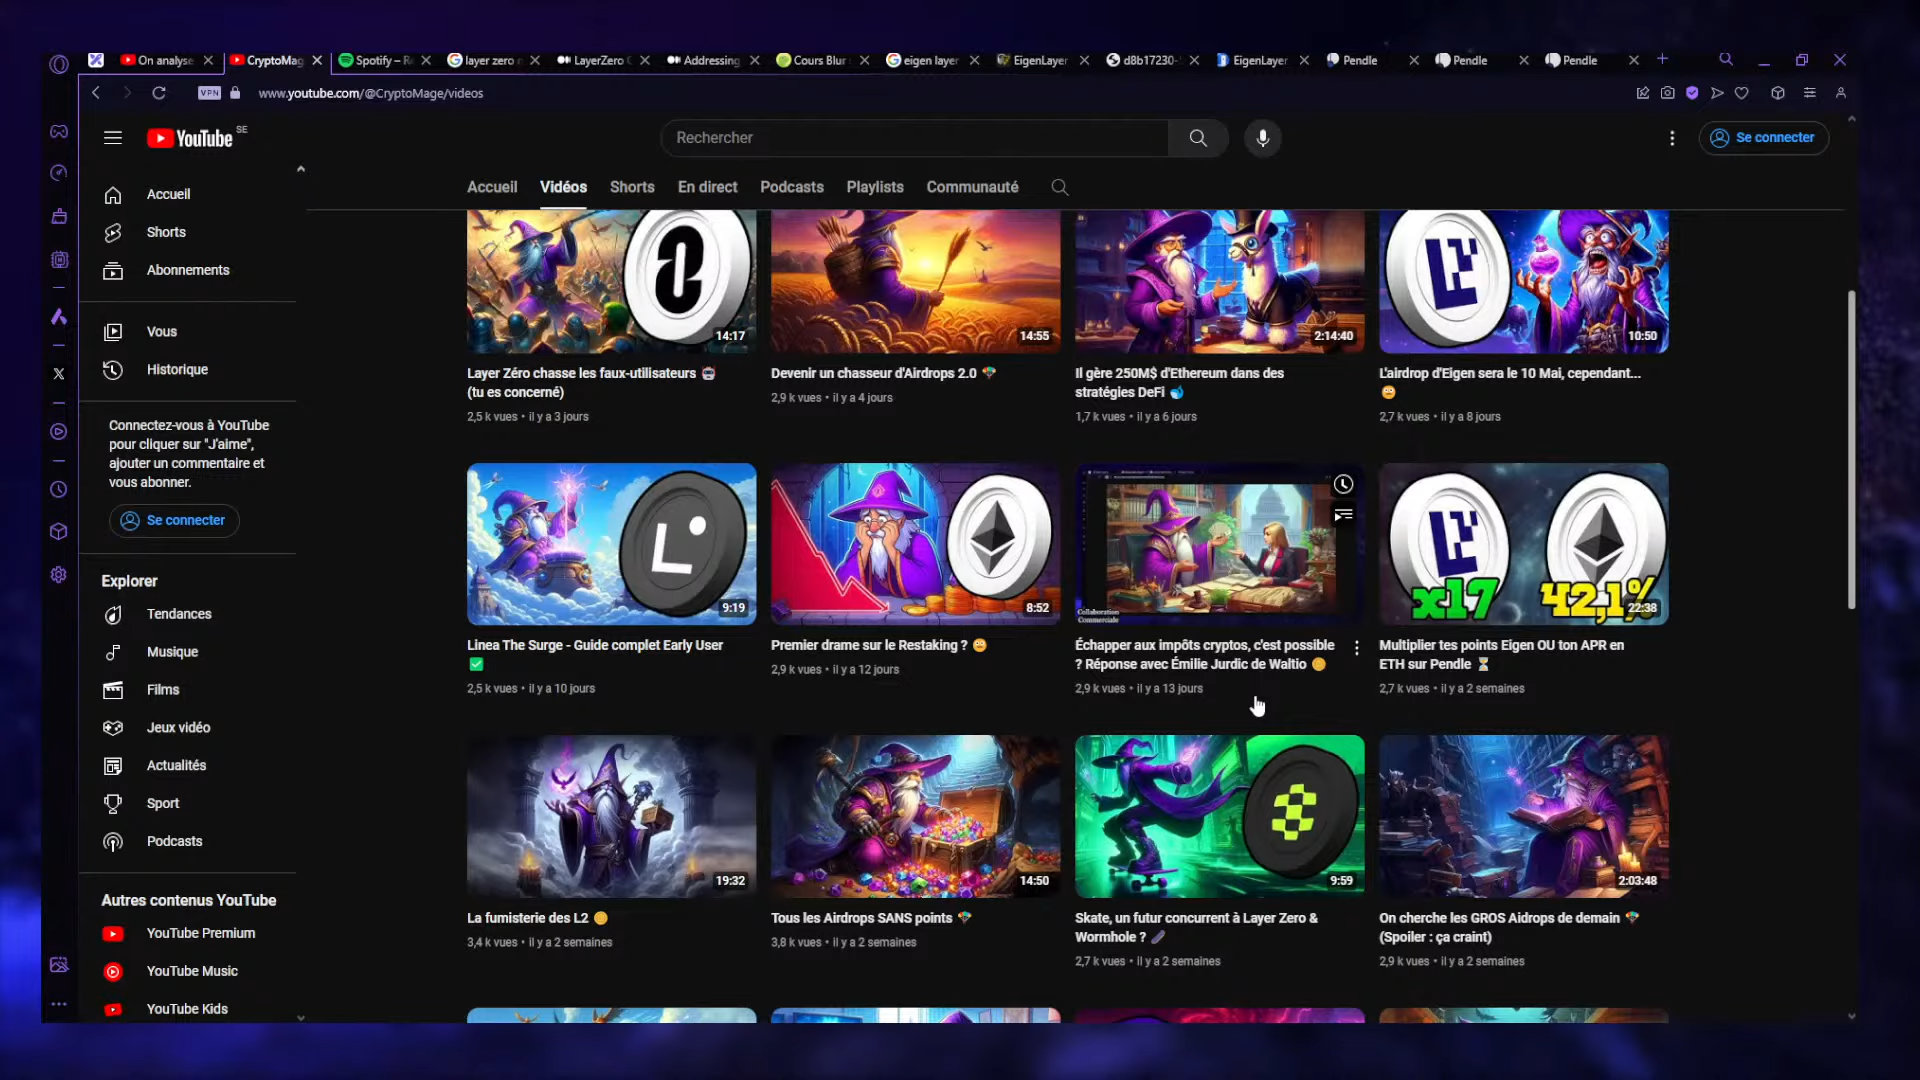 On analyse
CryptoMag
Spotify – R
layer zero n
LayerZero
Addressing
Cours Blur
eigen layer
EigenLayer
d8b17230-
EigenLayer
Pendle
Pendle
Pendle
VPN
www.youtube.com/@CryptoMage/videos
YouTube SE
Rechercher
Se connecter
Accueil
Vidéos
Shorts
En direct
Podcasts
Playlists
Communauté
Accueil
Shorts
Abonnements
Vous
Historique
Connectez-vous à YouTube
pour cliquer sur "J'aime",
ajouter un commentaire et
vous abonner.
Se connecter
Explorer
Tendances
Musique
Films
Jeux vidéo
Actualités
Sport
Podcasts
Autres contenus YouTube
YouTube Premium
YouTube Music
YouTube Kids
14:17
Layer Zéro chasse les faux-utilisateurs
(tu es concerné)
2,5 k vues • il y a 3 jours
14:55
Devenir un chasseur d'Airdrops 2.0
2,9 k vues • il y a 4 jours
2:14:40
Il gère 250M$ d'Ethereum dans des
stratégies DeFi
1,7 k vues • il y a 6 jours
10:50
L'airdrop d'Eigen sera le 10 Mai, cependant...
2,7 k vues • il y a 8 jours
9:19
Linea The Surge - Guide complet Early User
2,5 k vues • il y a 10 jours
8:52
Premier drame sur le Restaking ?
2,9 k vues • il y a 12 jours
Collaboration
Commerciale
Échapper aux impôts cryptos, c'est possible
? Réponse avec Émilie Jurdic de Waltio
2,9 k vues • il y a 13 jours
x17
42,1%
22:38
Multiplier tes points Eigen OU ton APR en
ETH sur Pendle
2,7 k vues • il y a 2 semaines
19:32
La fumisterie des L2
3,4 k vues • il y a 2 semaines
14:50
Tous les Airdrops SANS points
3,8 k vues • il y a 2 semaines
9:59
Skate, un futur concurrent à Layer Zero &
Wormhole ?
2,7 k vues • il y a 2 semaines
2:03:48
On cherche les GROS Aidrops de demain
(Spoiler : ça craint)
2,9 k vues • il y a 2 semaines